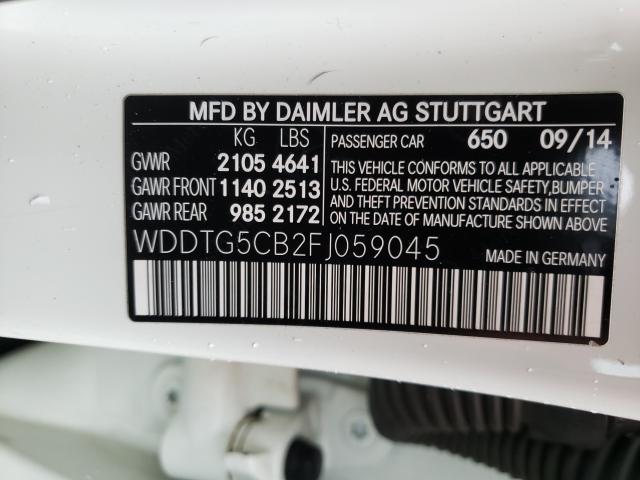 MFD BY DAIMLER AG STUTTGART
KG LBS
GVWR 2105 4641
GAWR FRONT 1140 2513
GAWR REAR 985 2172
PASSENGER CAR 650 09/14
THIS VEHICLE CONFORMS TO ALL APPLICABLE
U.S. FEDERAL MOTOR VEHICLE SAFETY,BUMPER
AND THEFT PREVENTION STANDARDS IN EFFECT
ON THE DATE OF MANUFACTURE SHOWN ABOVE
WDDTG5CB2FJ059045
MADE IN GERMANY